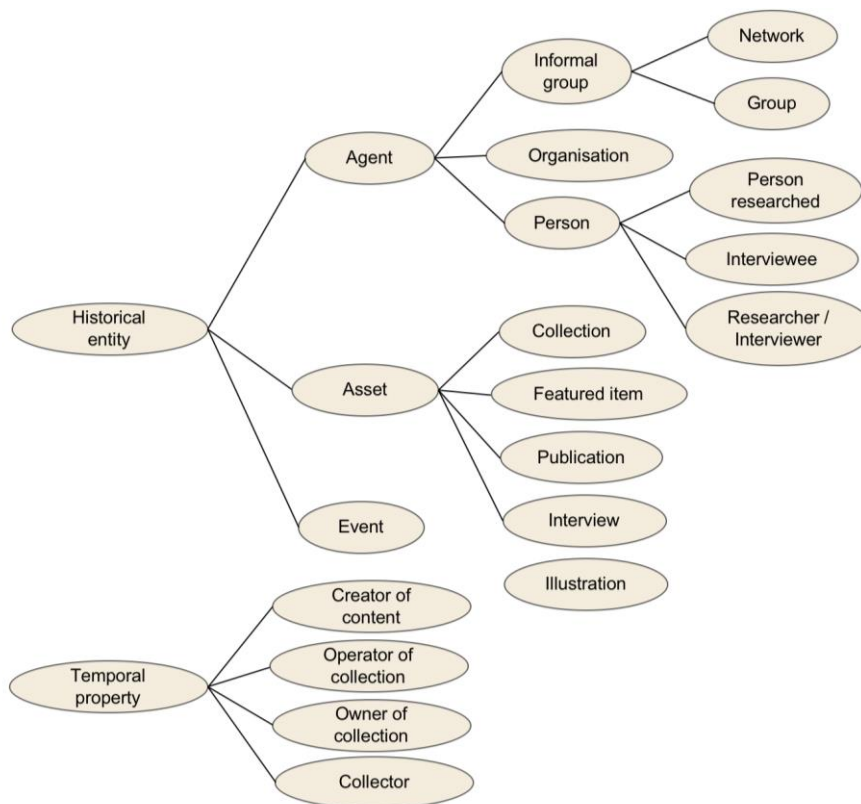 Network
Informal
group
Group
Agent
Organisation
Person
researched
Person
Interviewee
Researcher /
Interviewer
Historical
entity
Collection
Asset
Featured item
Publication
Interview
Event
Illustration
Creator of
content
Operator of
collection
Temporal
property
Owner of
collection
Collector